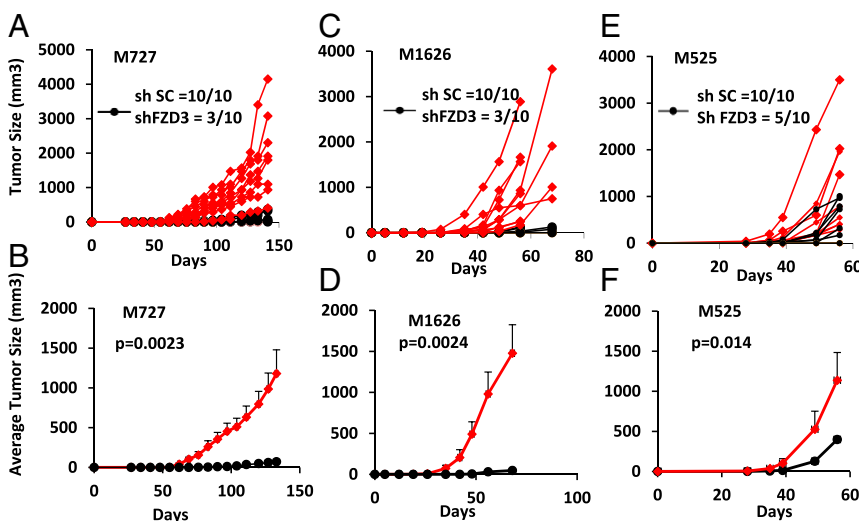 A
M727
Tumor Size (mm3)
5000
4000
3000
2000
1000
0
sh SC =10/10
shFZD3 = 3/10
0
50
100
150
Days
C
M1626
4000
3000
2000
1000
0
sh SC =10/10
shFZD3 = 3/10
0
20
40
60
80
Days
E
M525
4000
3000
2000
1000
0
sh SC =10/10
Sh FZD3 = 5/10
0
20
40
60
Days
B
M727
p=0.0023
Average Tumor Size (mm3)
2000
1500
1000
500
0
0
50
100
150
Days
D
M1626
p=0.0024
2000
1500
1000
500
0
0
50
100
Days
F
M525
p=0.014
2000
1500
1000
500
0
0
20
40
60
Days